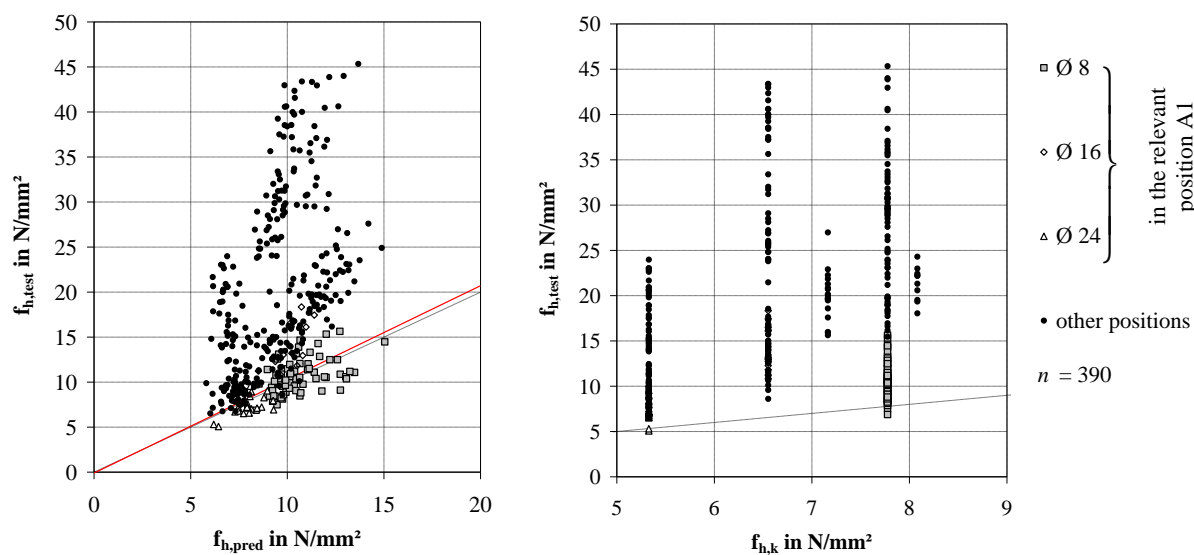 50
45
40
35
30
25
20
15
10
5
0
0 5 10 15 20
f_h,test in N/mm²
f_h,pred in N/mm²
50
45
40
35
30
25
20
15
10
5
0
5 6 7 8 9
f_h,test in N/mm²
f_h,k in N/mm²
Ø 8
Ø 16
Ø 24
in the relevant
position A1
other positions
n = 390